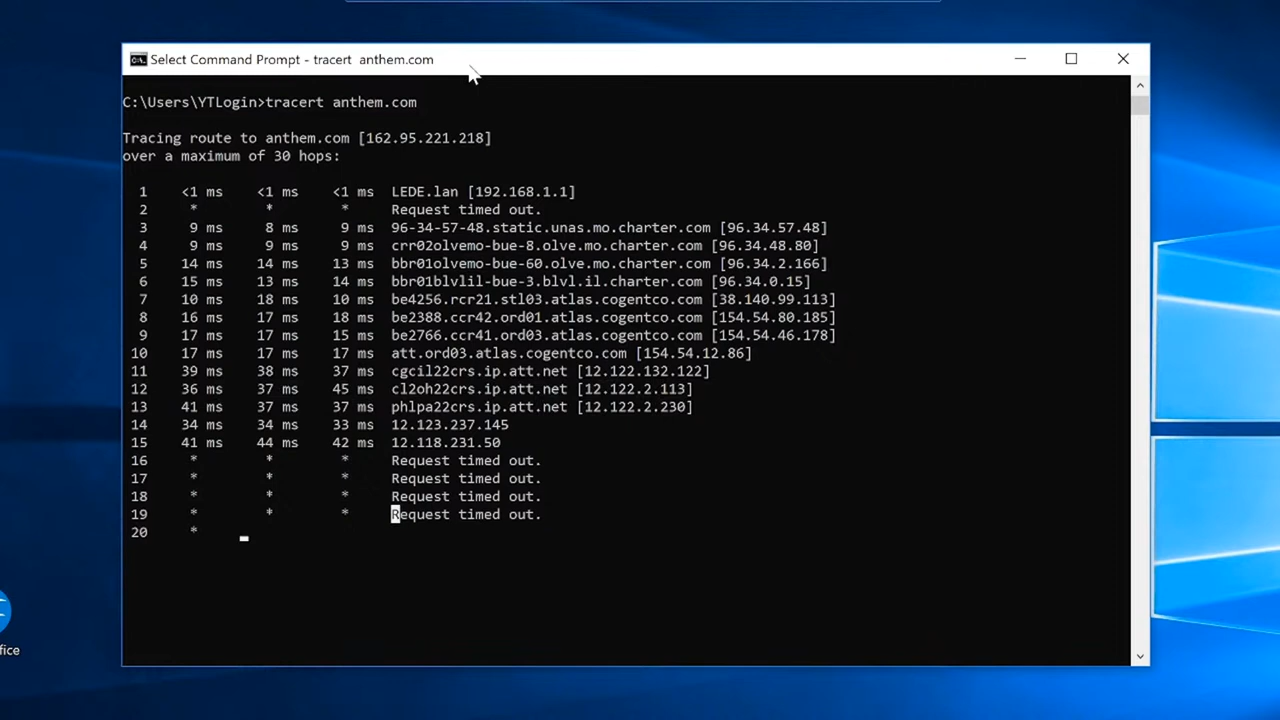 Select Command Prompt - tracert  anthem.com
C:\Users\YTLogin>tracert anthem.com
Tracing route to anthem.com [162.95.221.218]
over a maximum of 30 hops:
1    <1 ms    <1 ms    <1 ms  LEDE.lan [192.168.1.1]
2     *        *        *     Request timed out.
3     9 ms     8 ms     9 ms  96-34-57-48.static.unas.mo.charter.com [96.34.57.48]
4     9 ms     9 ms     9 ms  crr02olvemo-bue-8.olve.mo.charter.com [96.34.48.80]
5    14 ms    14 ms    13 ms  bbr01olvemo-bue-60.olve.mo.charter.com [96.34.2.166]
6    15 ms    13 ms    14 ms  bbr01blvlil-bue-3.blvl.il.charter.com [96.34.0.15]
7    10 ms    18 ms    10 ms  be4256.rcr21.stl03.atlas.cogentco.com [38.140.99.113]
8    16 ms    17 ms    18 ms  be2388.ccr42.ord01.atlas.cogentco.com [154.54.80.185]
9    17 ms    17 ms    15 ms  be2766.ccr41.ord03.atlas.cogentco.com [154.54.46.178]
10    17 ms    17 ms    17 ms  att.ord03.atlas.cogentco.com [154.54.12.86]
11    39 ms    38 ms    37 ms  cgcil22crs.ip.att.net [12.122.132.122]
12    36 ms    37 ms    45 ms  cl2oh22crs.ip.att.net [12.122.2.113]
13    41 ms    37 ms    37 ms  phlpa22crs.ip.att.net [12.122.2.230]
14    34 ms    34 ms    33 ms  12.123.237.145
15    41 ms    44 ms    42 ms  12.118.231.50
16     *        *        *     Request timed out.
17     *        *        *     Request timed out.
18     *        *        *     Request timed out.
19     *        *        *     Request timed out.
20     *
fice